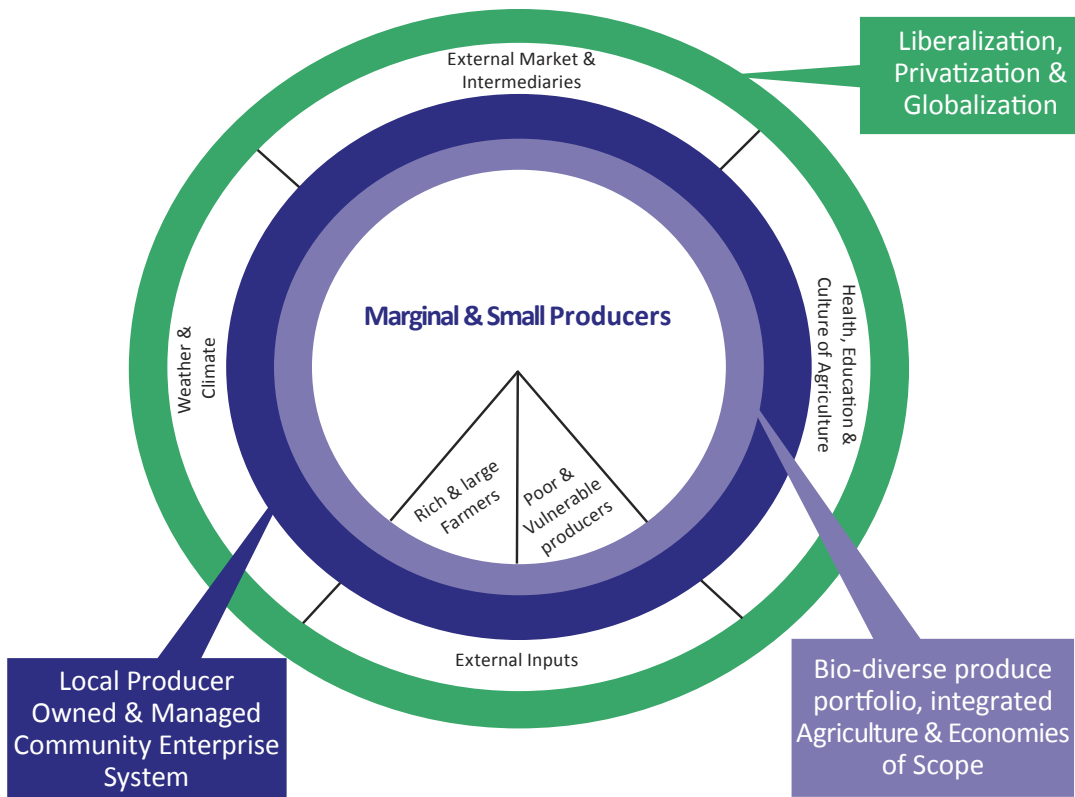 Liberalization,
Privatization &
Globalization
External Market &
Intermediaries
Weather &
Climate
Health, Education &
Culture of Agriculture
Marginal & Small Producers
Rich & large
Farmers
Poor &
Vulnerable
producers
External Inputs
Local Producer
Owned & Managed
Community Enterprise
System
Bio-diverse produce
portfolio, integrated
Agriculture & Economies
of Scope